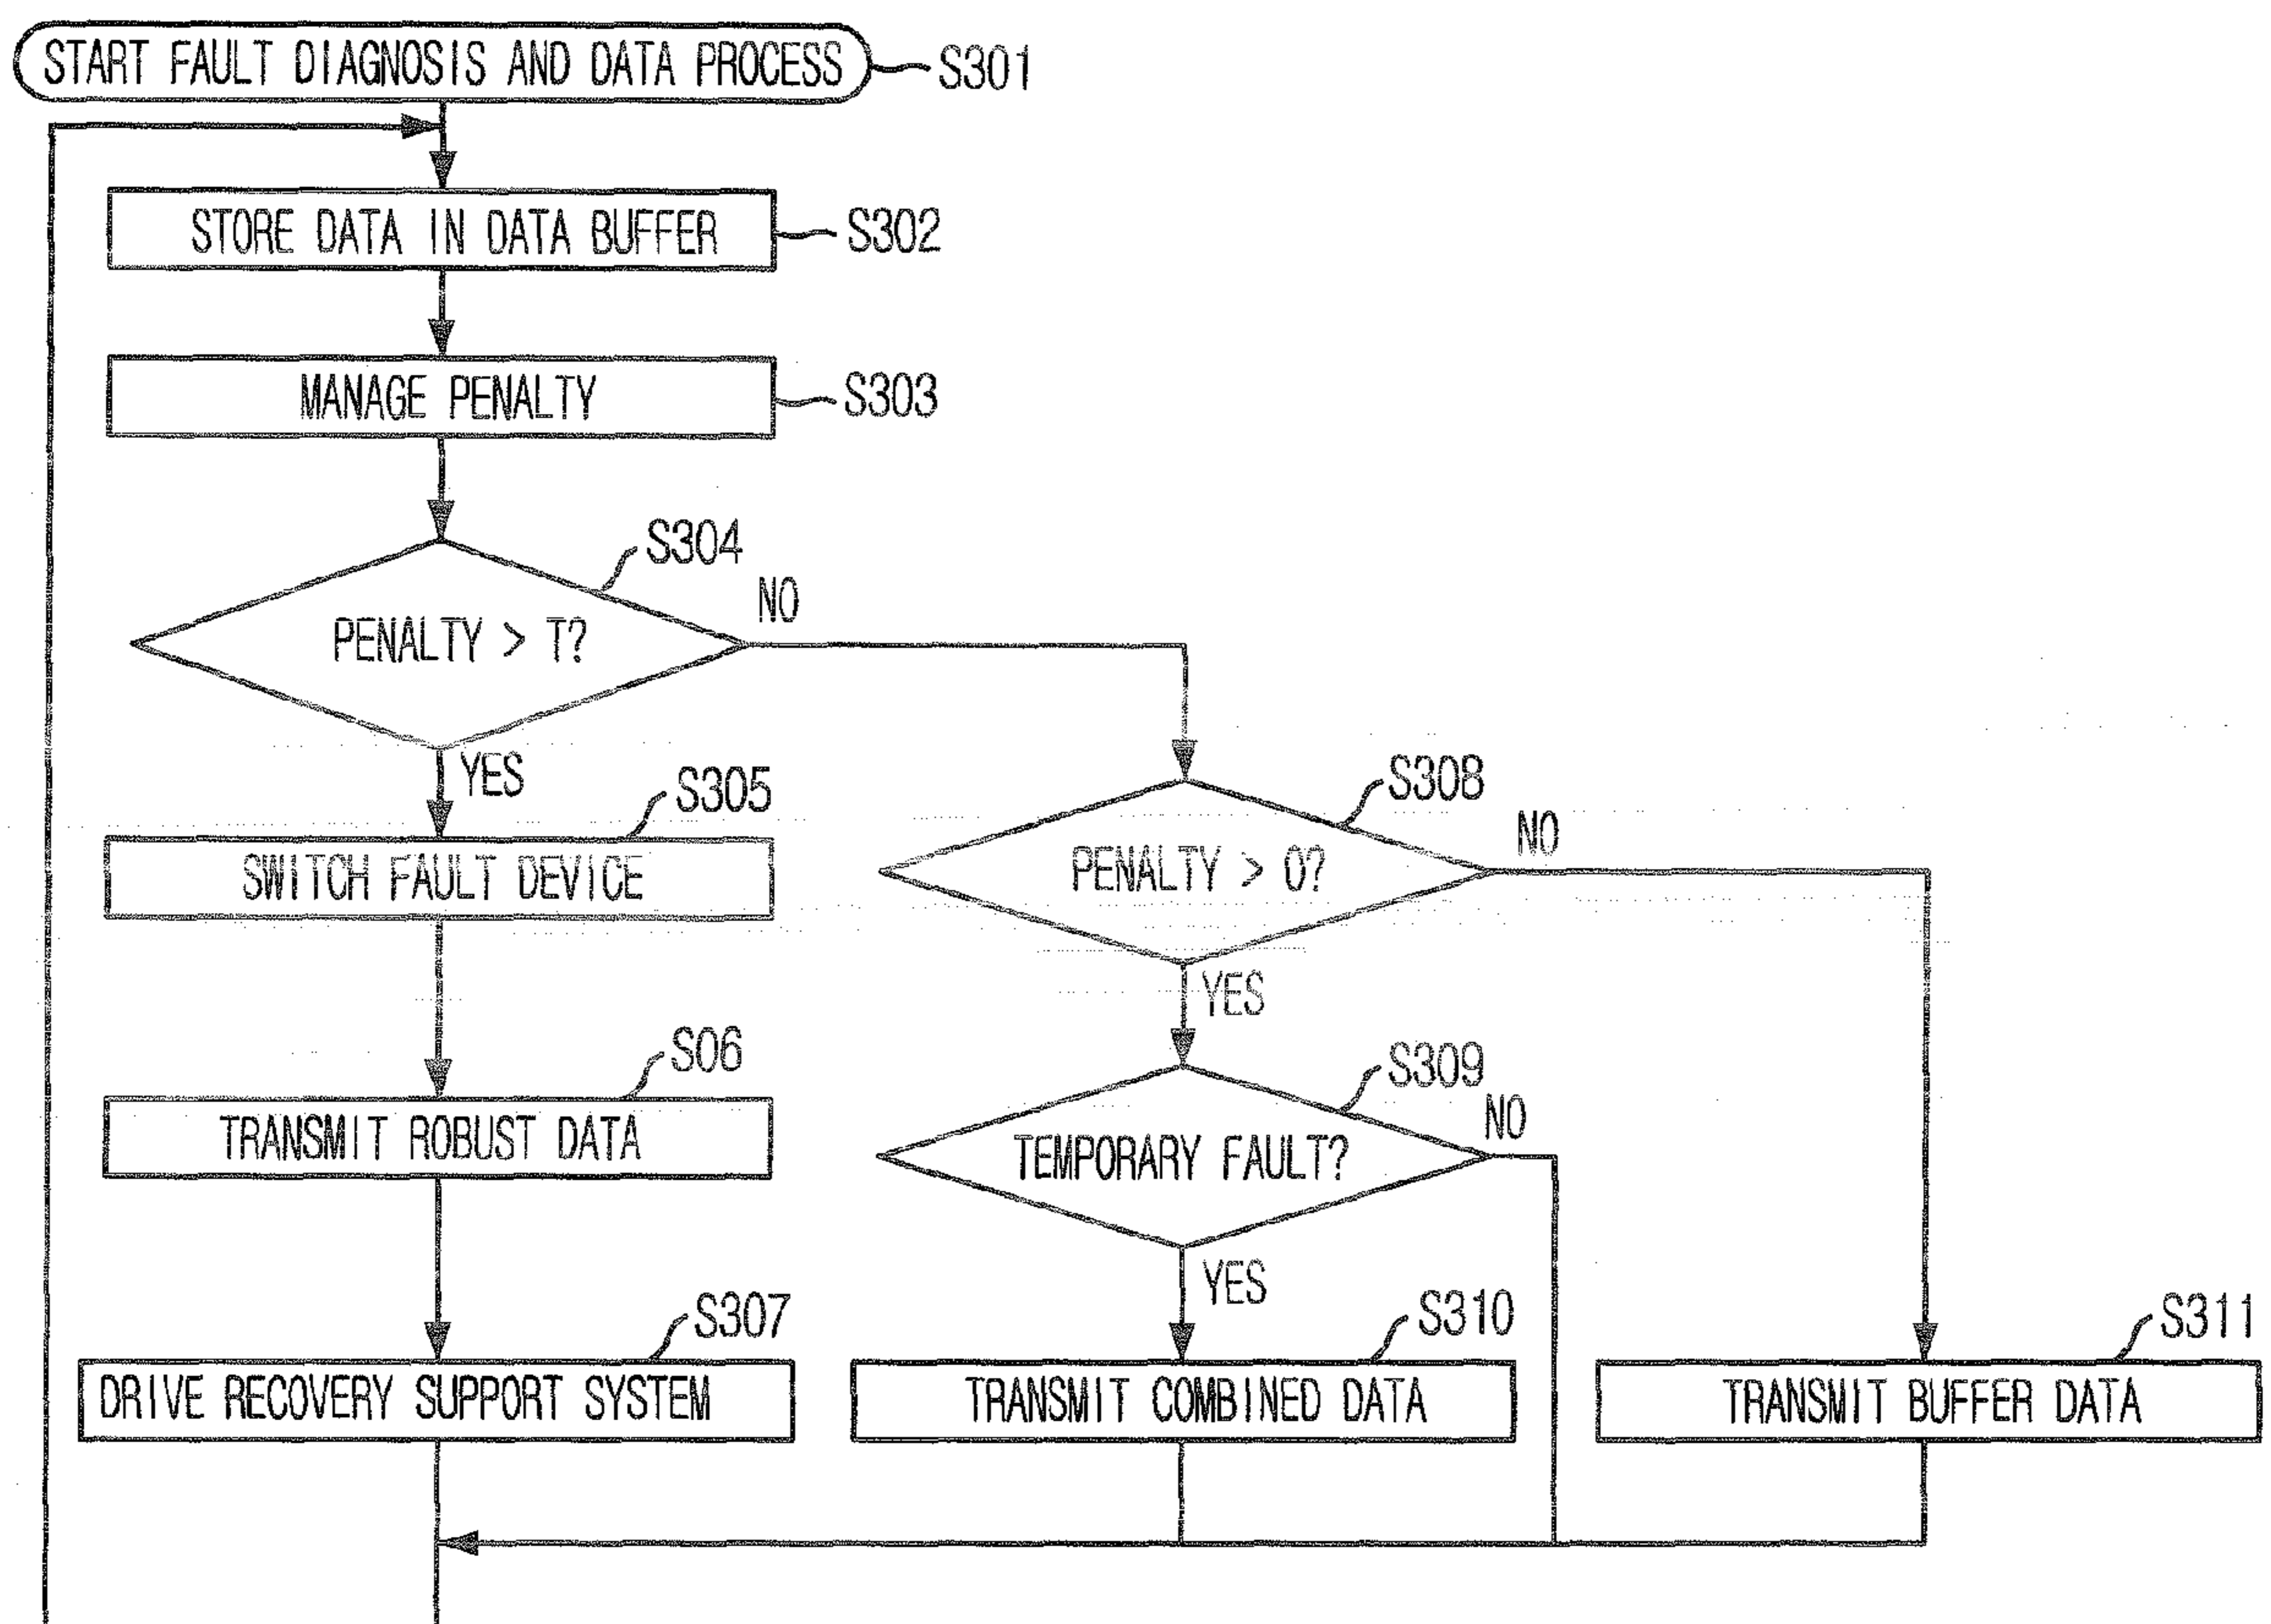 START FAULT DIAGNOSIS AND DATA PROCESS S301
STORE DATA IN DATA BUFFER S302
MANAGE PENALTY S303
S304
NO
PENALTY > T?
YES
S305
SWITCH FAULT DEVICE
S308
NO
PENALTY > 0?
YES
S06
TRANSMIT ROBUST DATA
S309
NO
TEMPORARY FAULT?
YES
S307
DRIVE RECOVERY SUPPORT SYSTEM
S310
TRANSMIT COMBINED DATA
S311
TRANSMIT BUFFER DATA